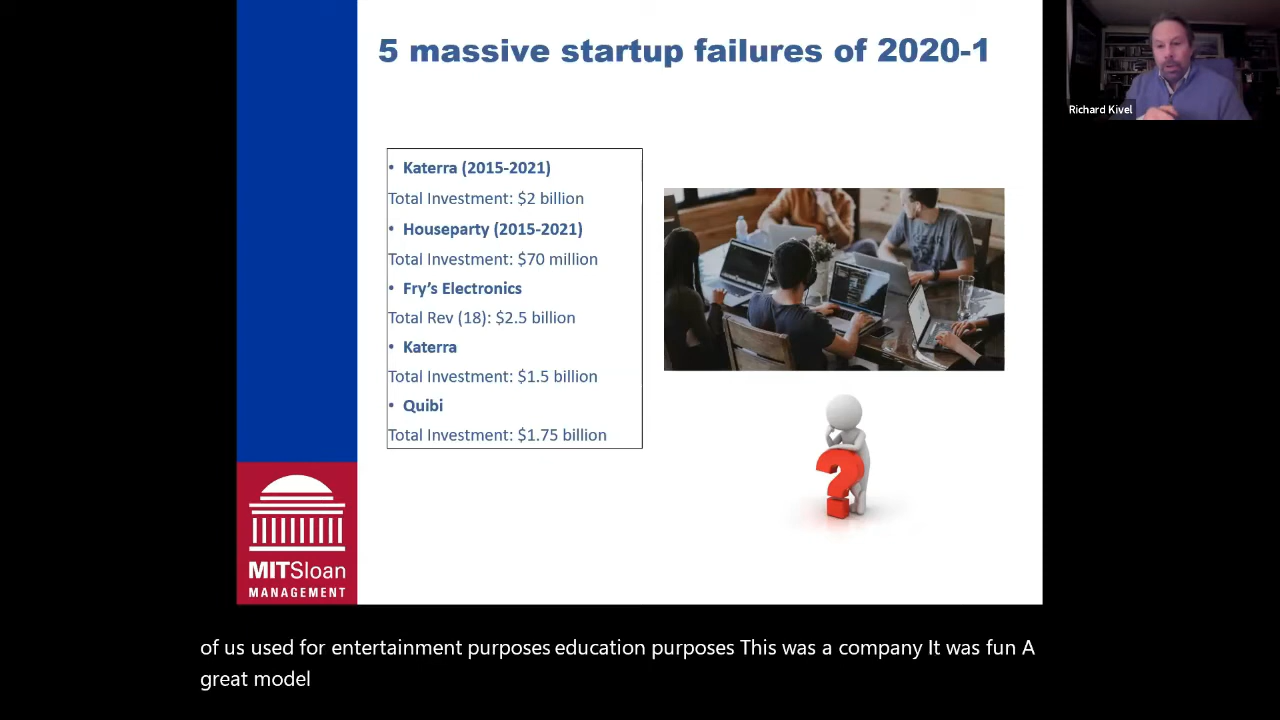 5 massive startup failures of 2020-1
Richard Kivel
• Katerra (2015-2021)
Total Investment: $2 billion
• Houseparty (2015-2021)
Total Investment: $70 million
• Fry's Electronics
Total Rev (18): $2.5 billion
• Katerra
Total Investment: $1.5 billion
• Quibi
Total Investment: $1.75 billion
?
MITSloan
MANAGEMENT
of us used for entertainment purposes education purposes This was a company It was fun A
great model